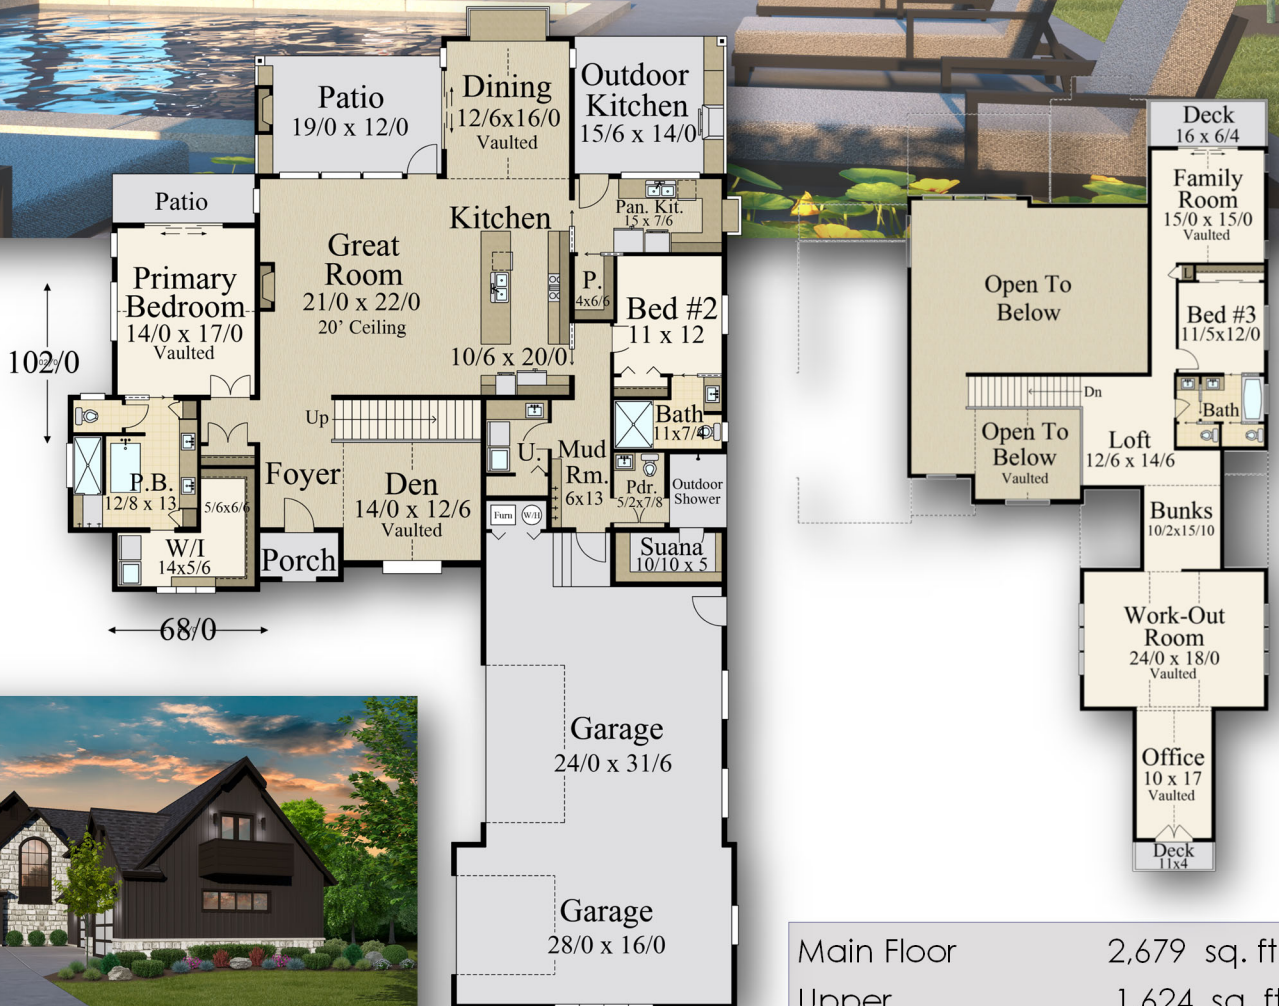 Patio
19/0 x 12/0
Dining
12/6x16/0
Vaulted
Outdoor
Kitchen
15/6 x 14/0
Patio
Kitchen
Pan. Kit.
15 x 7/6
Great
Room
21/0 x 22/0
20' Ceiling
Primary
Bedroom
14/0 x 17/0
Vaulted
P.
4x6/6
Bed #2
11 x 12
10/6 x 20/0
102/0
Up
Bath
11x7/4
U.
Mud
Rm.
6x13
Foyer
Den
14/0 x 12/6
Vaulted
P.B.
12/8 x 13
5/6x6/6
Pdr.
5/2x7/8
Outdoor
Shower
Furn
W/H
W/I
14x5/6
Porch
Suana
10/10 x 5
68/0
Garage
24/0 x 31/6
Garage
28/0 x 16/0
Deck
16 x 6/4
Family
Room
15/0 x 15/0
Vaulted
L
Open To
Below
Bed #3
11/5x12/0
Dn
Bath
Open To
Below
Vaulted
Loft
12/6 x 14/6
Bunks
10/2x15/10
Work-Out
Room
24/0 x 18/0
Vaulted
Office
10 x 17
Vaulted
Deck
11x4
Main Floor 2,679 sq. ft
Upper 1,624 sq. ft